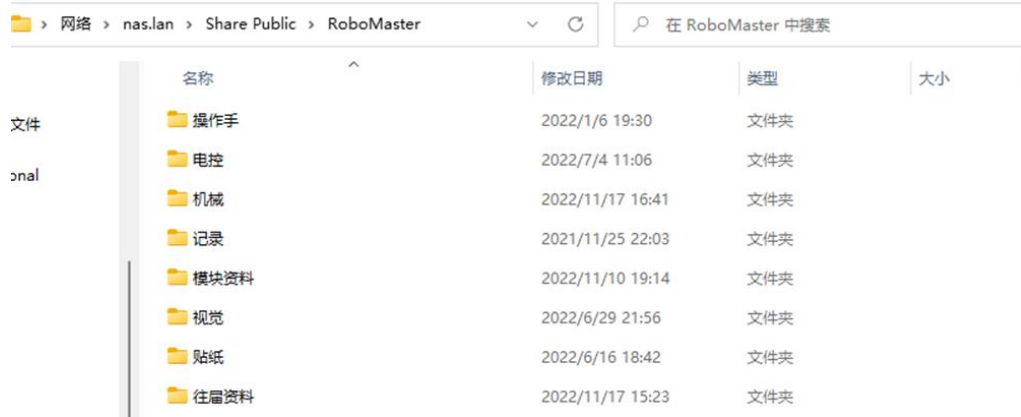 网络 › nas.lan › Share Public › RoboMaster 在 RoboMaster 中搜索
名称 修改日期 类型 大小
文件
操作手 2022/1/6 19:30 文件夹
电控 2022/7/4 11:06 文件夹
onal
机械 2022/11/17 16:41 文件夹
记录 2021/11/25 22:03 文件夹
模块资料 2022/11/10 19:14 文件夹
视觉 2022/6/29 21:56 文件夹
贴纸 2022/6/16 18:42 文件夹
往届资料 2022/11/17 15:23 文件夹